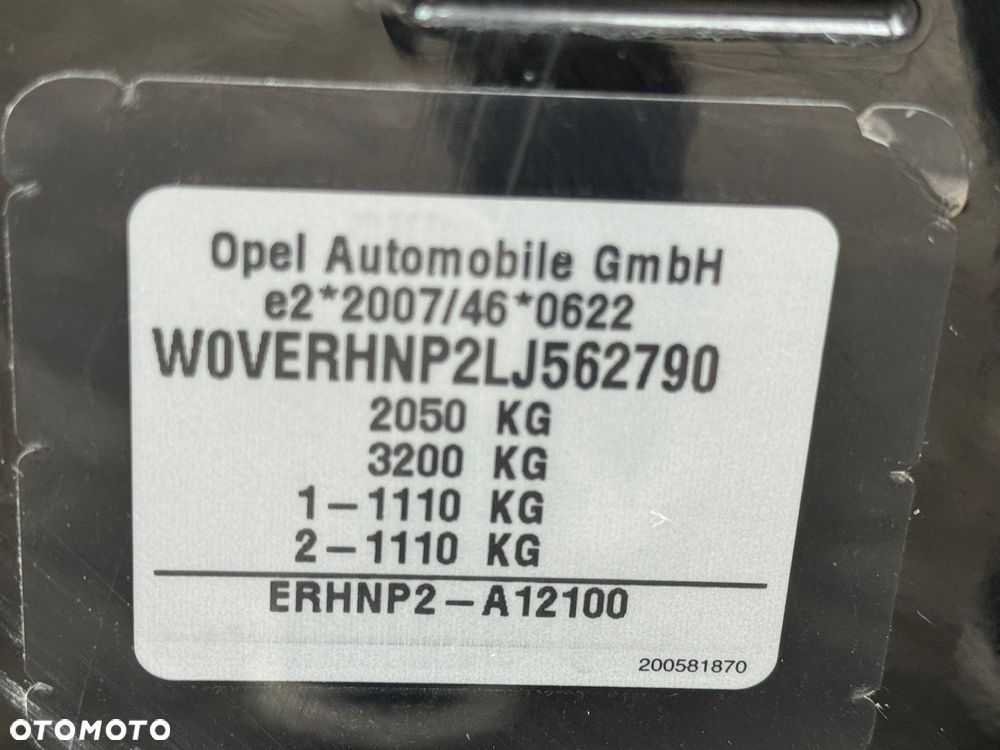 Opel Automobile GmbH
e2*2007/46*0622
W0VERHNP2LJ562790
2050 KG
3200 KG
1-1110 KG
2-1110 KG
ERHNP2-A12100
200581870
OTOMOTO